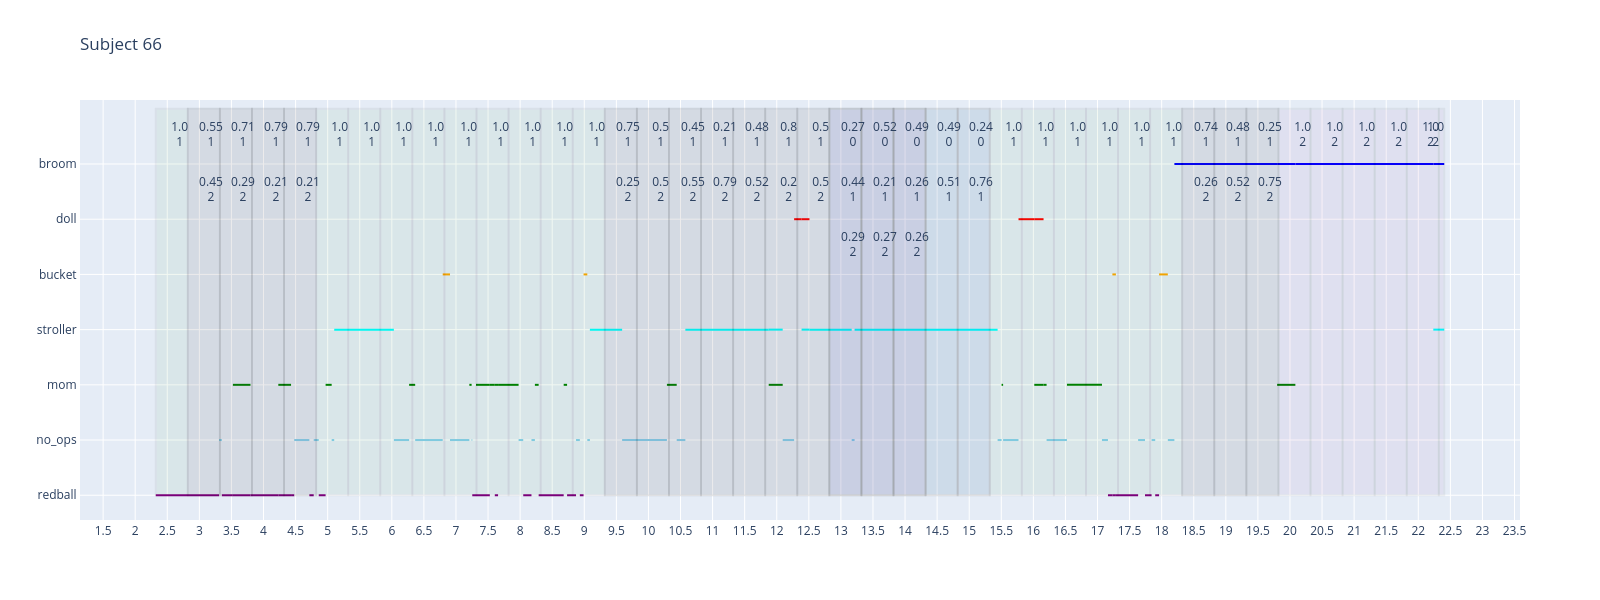 Subject 66
1.0 0.55 0.71 0.79 0.79 1.0 1.0 1.0 1.0 1.0 1.0 1.0 1.0 1.0 0.75 0.5 0.45 0.21 0.48 0.8 0.5 0.27 0.52 0.49 0.49 0.24 1.0 1.0 1.0 1.0 1.0 1.0 0.74 0.48 0.25 1.0 1.0 1.0 1.0
1 1 1 1 1 1 1 1 1 1 1 1 1 1 1 1 1 1 1 1 1 0 0 0 0 0 1 1 1 1 1 1 1 1 1 2 2 2 2
broom
0.45 0.29 0.21 0.21 0.25 0.5 0.55 0.79 0.52 0.2 0.5 0.44 0.21 0.26 0.51 0.76 0.26 0.52 0.75
2 2 2 2 2 2 2 2 2 2 2 1 1 1 1 1 2 2 2
doll
0.29 0.27 0.26
2 2 2
bucket
stroller
mom
no_ops
redball
1.5 2 2.5 3 3.5 4 4.5 5 5.5 6 6.5 7 7.5 8 8.5 9 9.5 10 10.5 11 11.5 12 12.5 13 13.5 14 14.5 15 15.5 16 16.5 17 17.5 18 18.5 19 19.5 20 20.5 21 21.5 22 22.5 23 23.5